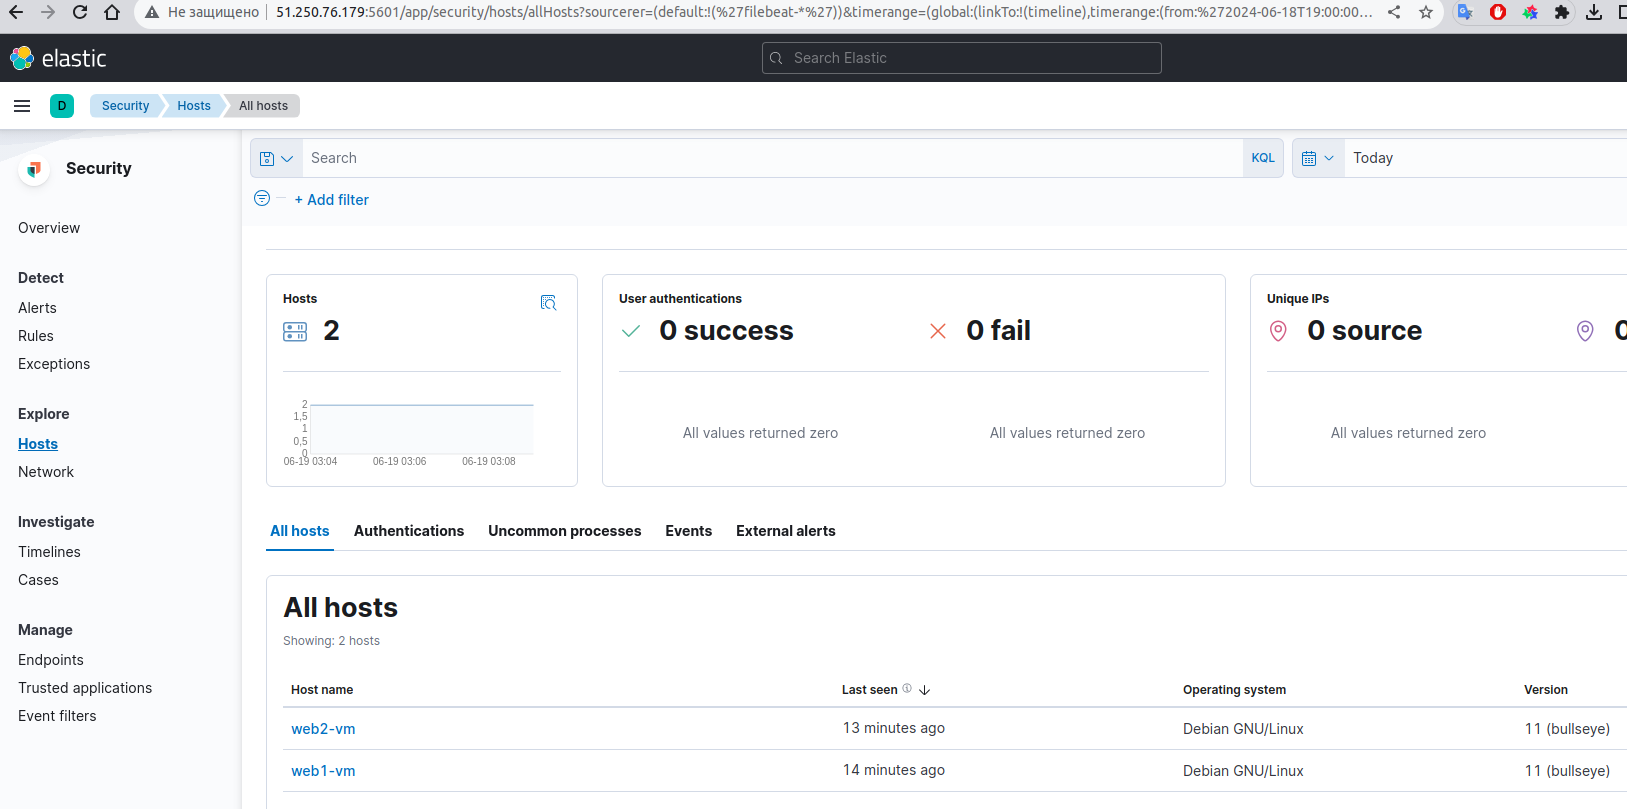 Не защищено 51.250.76.179:5601/app/security/hosts/allHosts?sourcerer=(default:!(%27filebeat-*%27))&timerange=(global:(linkTo:!(timeline),timerange:(from:%272024-06-18T19:00:00...
elastic
Search Elastic
D Security Hosts All hosts
Security
Overview
Detect
Alerts
Rules
Exceptions
Explore
Hosts
Network
Investigate
Timelines
Cases
Manage
Endpoints
Trusted applications
Event filters
Search KQL Today
+ Add filter
Hosts
2
2
1,5
1
0,5
0
06-19 03:04 06-19 03:06 06-19 03:08
User authentications
0 success 0 fail
All values returned zero All values returned zero
Unique IPs
0 source 0
All values returned zero
All hosts Authentications Uncommon processes Events External alerts
All hosts
Showing: 2 hosts
Host name Last seen Operating system Version
web2-vm 13 minutes ago Debian GNU/Linux 11 (bullseye)
web1-vm 14 minutes ago Debian GNU/Linux 11 (bullseye)